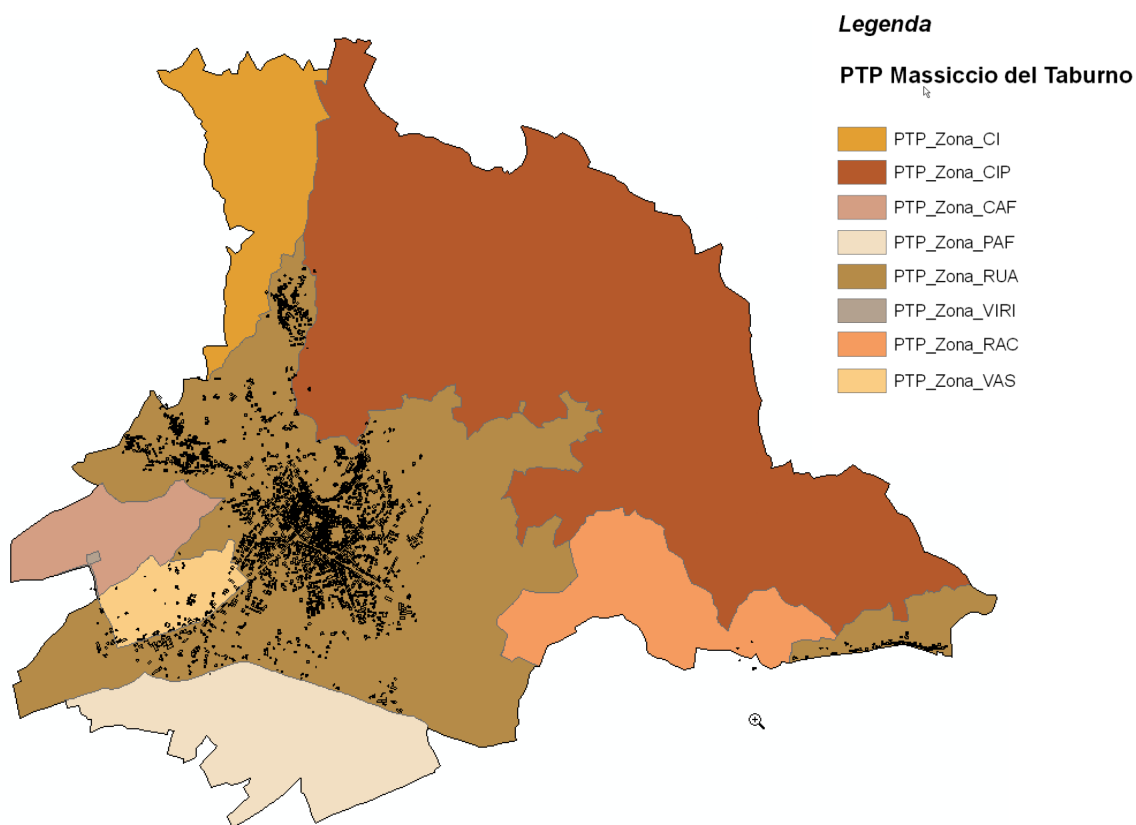 Legenda
PTP Massiccio del Taburno
PTP_Zona_CI
PTP_Zona_CIP
PTP_Zona_CAF
PTP_Zona_PAF
PTP_Zona_RUA
PTP_Zona_VIRI
PTP_Zona_RAC
PTP_Zona_VAS